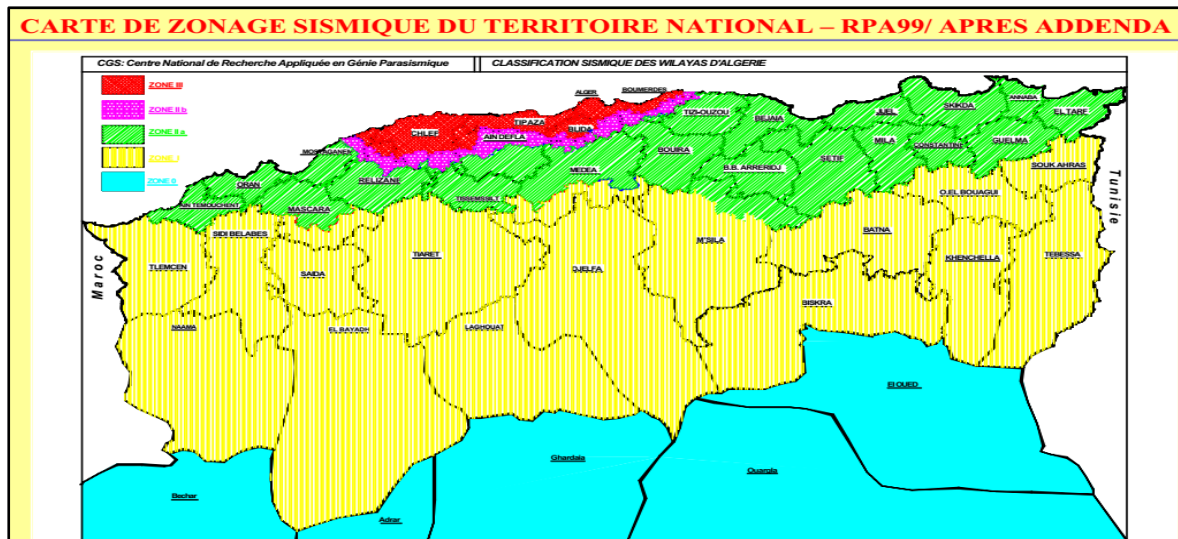 CARTE DE ZONAGE SISMIQUE DU TERRITOIRE NATIONAL – RPA99/ APRES ADDENDA
CGS: Centre National de Recherche Appliquée en Génie Parasismique
CLASSIFICATION SISMIQUE DES WILAYAS D'ALGERIE
ZONE III
ZONE II b
ZONE II a
ZONE I
ZONE 0
ALGER
BOUMERDES
TIPAZA
BLIDA
CHLEF
AIN DEFLA
TIZI-OUZOU
BEJAIA
JIJEL
SKIKDA
ANNABA
EL TARF
MOSTAGANEM
RELIZANE
MEDEA
BOUIRA
B.B. ARRERIDJ
SETIF
MILA
CONSTANTINE
GUELMA
SOUK AHRAS
ORAN
AIN TEMOUCHENT
MASCARA
TISSEMSSILT
O.EL BOUAGUI
Tunisie
Maroc
TLEMCEN
SIDI BELABES
SAIDA
TIARET
DJELFA
M'SILA
BATNA
KHENCHELLA
TEBESSA
BISKRA
NAAMA
EL BAYADH
LAGHOUAT
El OUED
Ghardaia
Ouargla
Bechar
Adrar